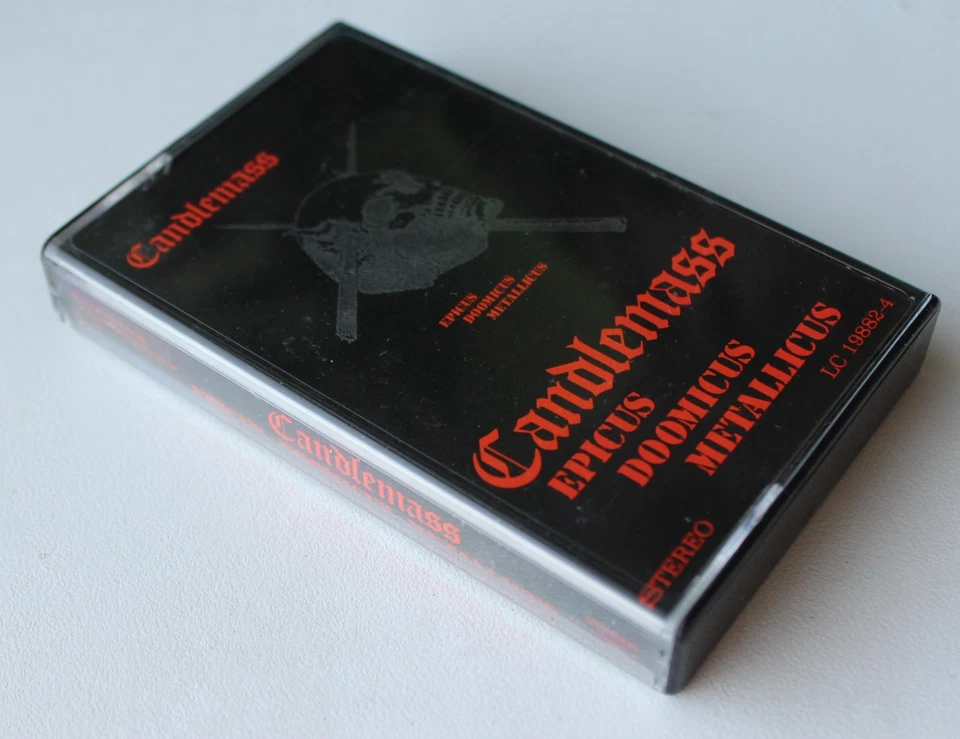 Candlemass
EPICUS
DOOMICUS
METALLICUS
Candlemass
EPICUS
DOOMICUS
METALLICUS
LC 19882-4
STEREO
Candlemass